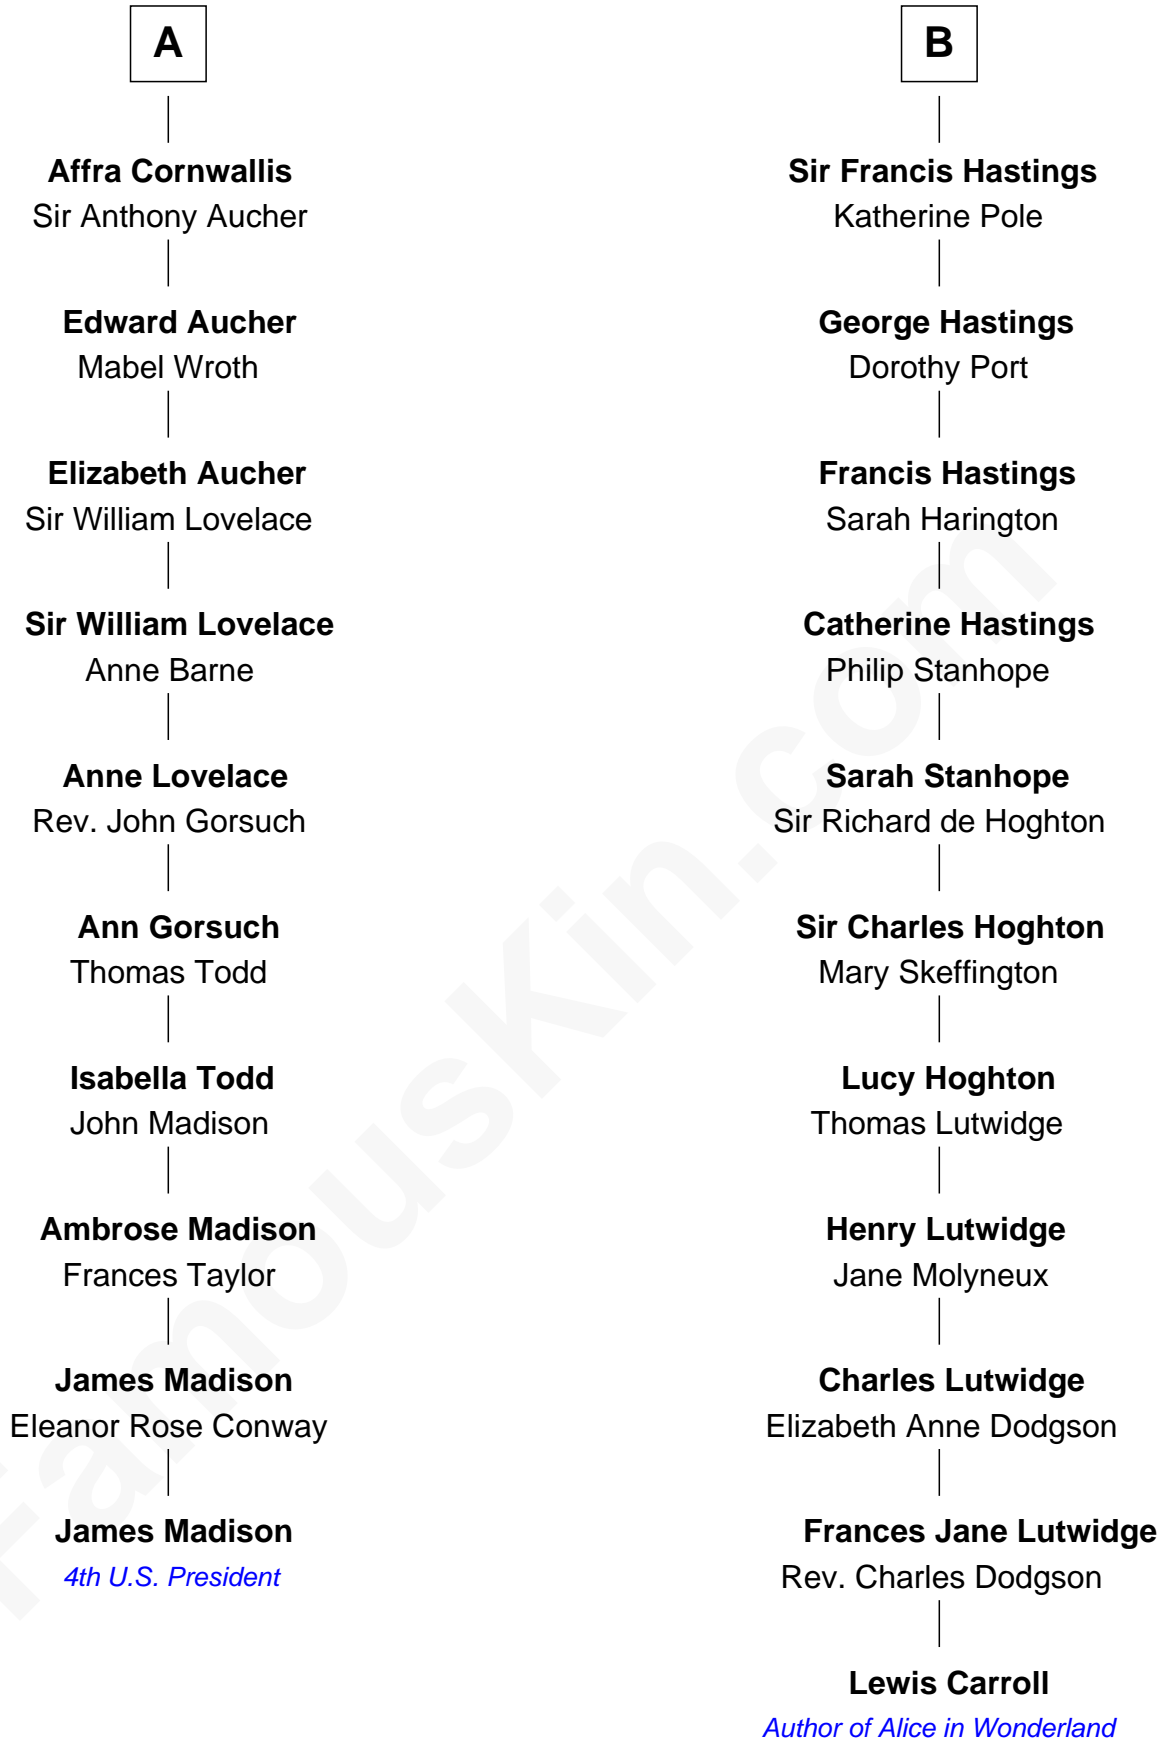 A
Affra Cornwallis
Sir Anthony Aucher
Edward Aucher
Mabel Wroth
Elizabeth Aucher
Sir William Lovelace
Sir William Lovelace
Anne Barne
Anne Lovelace
Rev. John Gorsuch
Ann Gorsuch
Thomas Todd
Isabella Todd
John Madison
Ambrose Madison
Frances Taylor
James Madison
Eleanor Rose Conway
James Madison
4th U.S. President
B
Sir Francis Hastings
Katherine Pole
George Hastings
Dorothy Port
Francis Hastings
Sarah Harington
Catherine Hastings
Philip Stanhope
Sarah Stanhope
Sir Richard de Hoghton
Sir Charles Hoghton
Mary Skeffington
Lucy Hoghton
Thomas Lutwidge
Henry Lutwidge
Jane Molyneux
Charles Lutwidge
Elizabeth Anne Dodgson
Frances Jane Lutwidge
Rev. Charles Dodgson
Lewis Carroll
Author of Alice in Wonderland
FamousKin.com